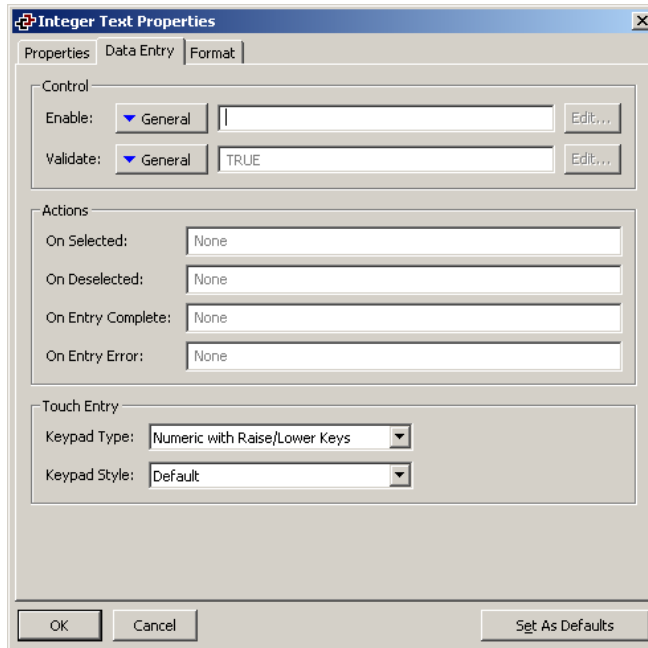 Integer Text Properties
Properties Data Entry Format
Control
Enable: General Edit...
Validate: General TRUE Edit...
Actions
On Selected: None
On Deselected: None
On Entry Complete: None
On Entry Error: None
Touch Entry
Keypad Type: Numeric with Raise/Lower Keys
Keypad Style: Default
OK Cancel Set As Defaults